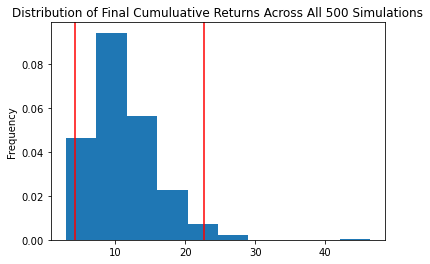 Distribution of Final Cumuluative Returns Across All 500 Simulations
Frequency
0.08
0.06
0.04
0.02
0.00
10 20 30 40